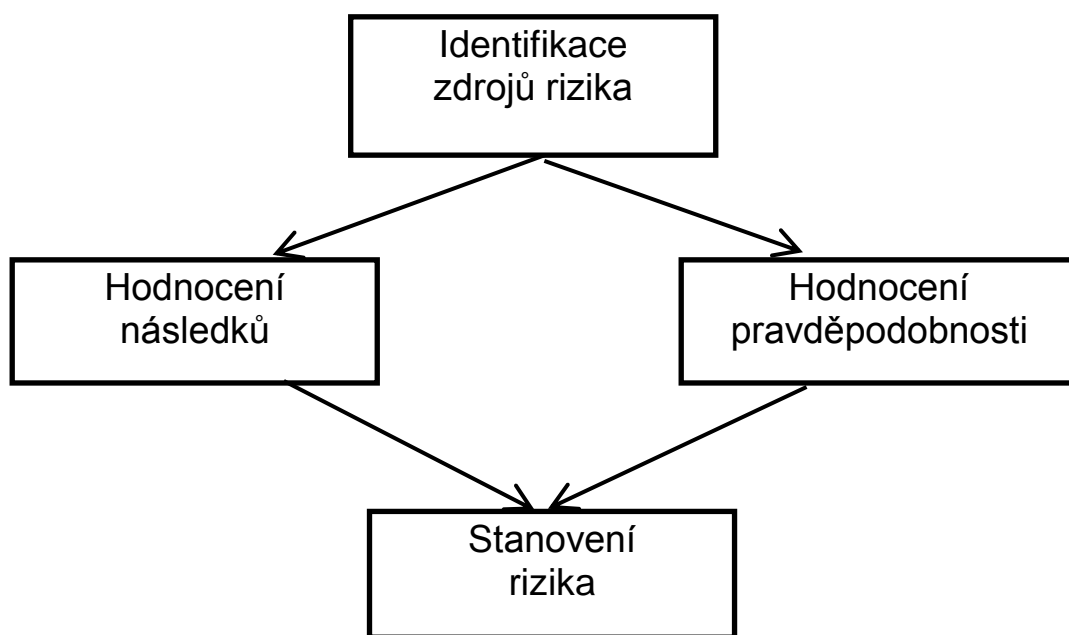 Identifikace
zdrojů rizika
Hodnocení
následků
Hodnocení
pravděpodobnosti
Stanovení
rizika